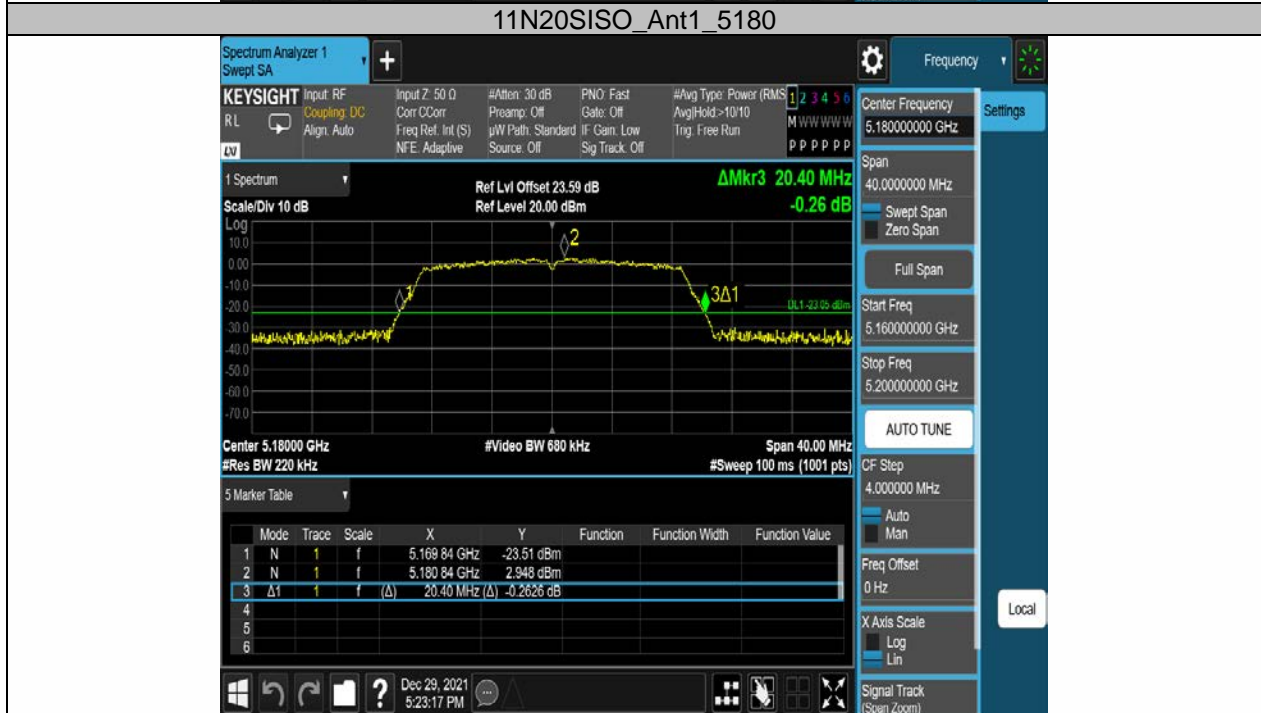 11N20SISO_Ant1_5180
Spectrum Analyzer 1
Swept SA
+
Frequency
KEYSIGHT
RL
LXI
Input: RF
Coupling: DC
Align: Auto
Input Z: 50 Ω
Corr CCorr
Freq Ref: Int (S)
NFE: Adaptive
#Atten: 30 dB
Preamp: Off
µW Path: Standard
Source: Off
PNO: Fast
Gate: Off
IF Gain: Low
Sig Track: Off
#Avg Type: Power (RMS
Avg|Hold:>10/10
Trig: Free Run
1 2 3 4 5 6
M W W W W W
P P P P P P
1 Spectrum
Scale/Div 10 dB
Ref Lvl Offset 23.59 dB
Ref Level 20.00 dBm
ΔMkr3 20.40 MHz
-0.26 dB
Log
10.0
0.00
-10.0
-20.0
-30.0
-40.0
-50.0
-60.0
-70.0
1
2
3Δ1
DL1 -23.05 dBm
Center 5.18000 GHz
#Video BW 680 kHz
Span 40.00 MHz
#Res BW 220 kHz
#Sweep 100 ms (1001 pts)
5 Marker Table
Mode Trace Scale X Y Function Function Width Function Value
1 N 1 f 5.169 84 GHz -23.51 dBm
2 N 1 f 5.180 84 GHz 2.948 dBm
3 Δ1 1 f (Δ) 20.40 MHz (Δ) -0.2626 dB
4
5
6
?
Dec 29, 2021
5:23:17 PM
Center Frequency
5.180000000 GHz
Span
40.0000000 MHz
Swept Span
Zero Span
Full Span
Start Freq
5.160000000 GHz
Stop Freq
5.200000000 GHz
AUTO TUNE
CF Step
4.000000 MHz
Auto
Man
Freq Offset
0 Hz
X Axis Scale
Log
Lin
Signal Track
(Span Zoom)
Settings
Local